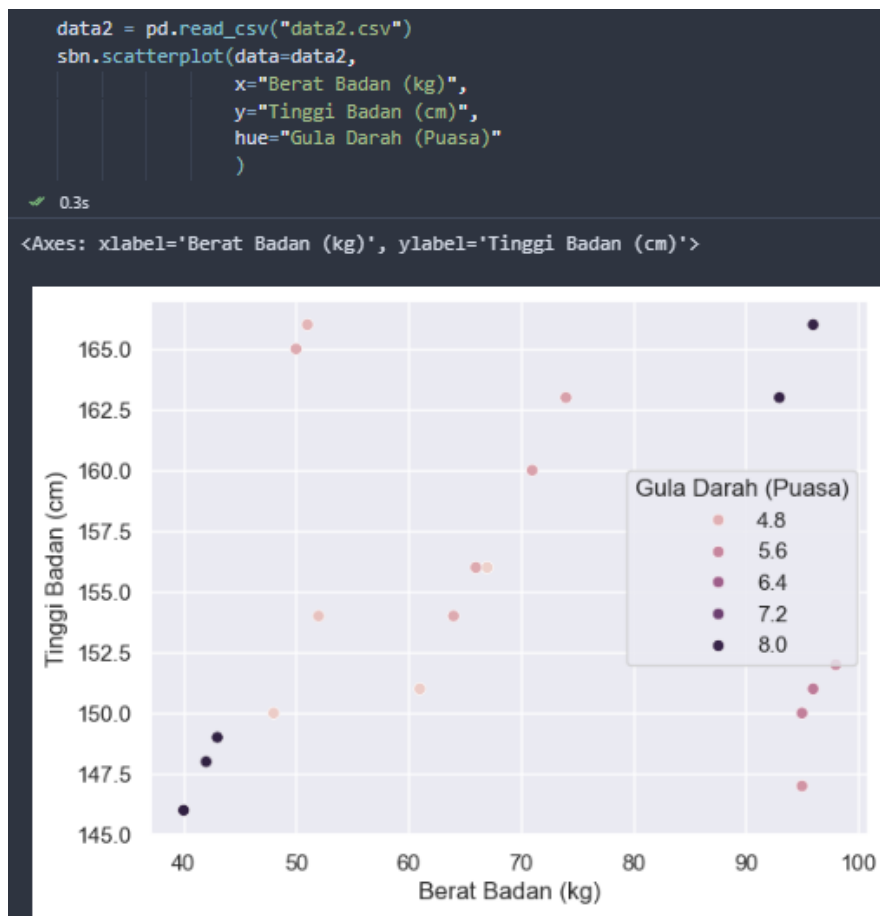 data2 = pd.read_csv("data2.csv")
sbn.scatterplot(data=data2,
x="Berat Badan (kg)",
y="Tinggi Badan (cm)",
hue="Gula Darah (Puasa)"
)
0.3s
<Axes: xlabel='Berat Badan (kg)', ylabel='Tinggi Badan (cm)'>
165.0
162.5
160.0
157.5
155.0
152.5
150.0
147.5
145.0
Tinggi Badan (cm)
Gula Darah (Puasa)
4.8
5.6
6.4
7.2
8.0
40 50 60 70 80 90 100
Berat Badan (kg)